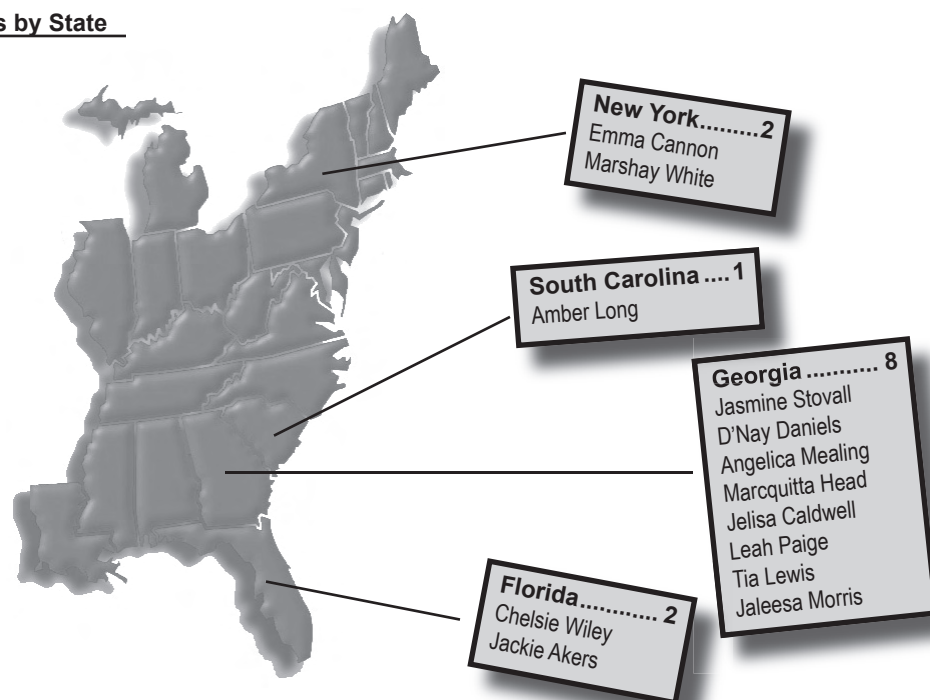 s by State
New York.........2
Emma Cannon
Marshay White
South Carolina ....1
Amber Long
Georgia ........... 8
Jasmine Stovall
D'Nay Daniels
Angelica Mealing
Marcquitta Head
Jelisa Caldwell
Leah Paige
Tia Lewis
Jaleesa Morris
Florida............ 2
Chelsie Wiley
Jackie Akers